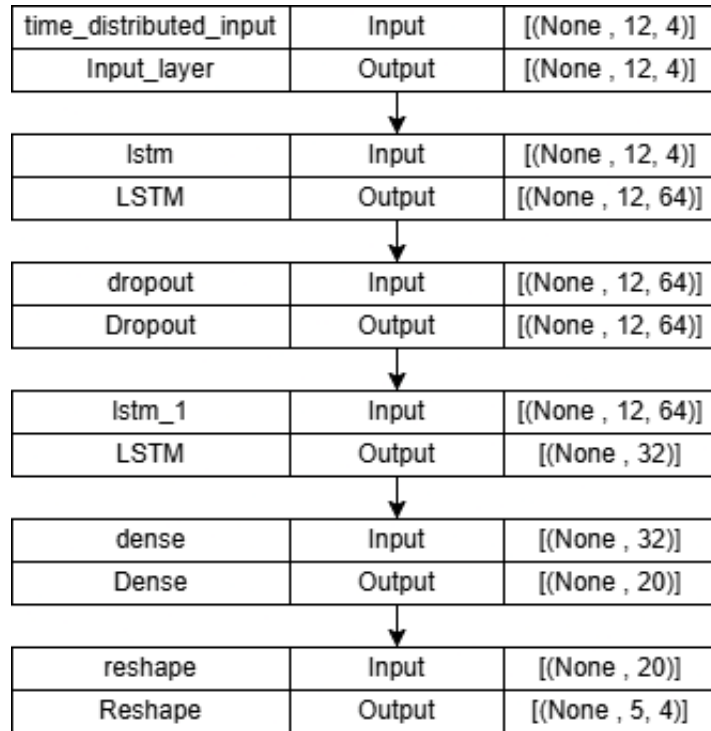 time_distributed_input Input [(None , 12, 4)]
Input_layer Output [(None , 12, 4)]
lstm Input [(None , 12, 4)]
LSTM Output [(None , 12, 64)]
dropout Input [(None , 12, 64)]
Dropout Output [(None , 12, 64)]
lstm_1 Input [(None , 12, 64)]
LSTM Output [(None , 32)]
dense Input [(None , 32)]
Dense Output [(None , 20)]
reshape Input [(None , 20)]
Reshape Output [(None , 5, 4)]